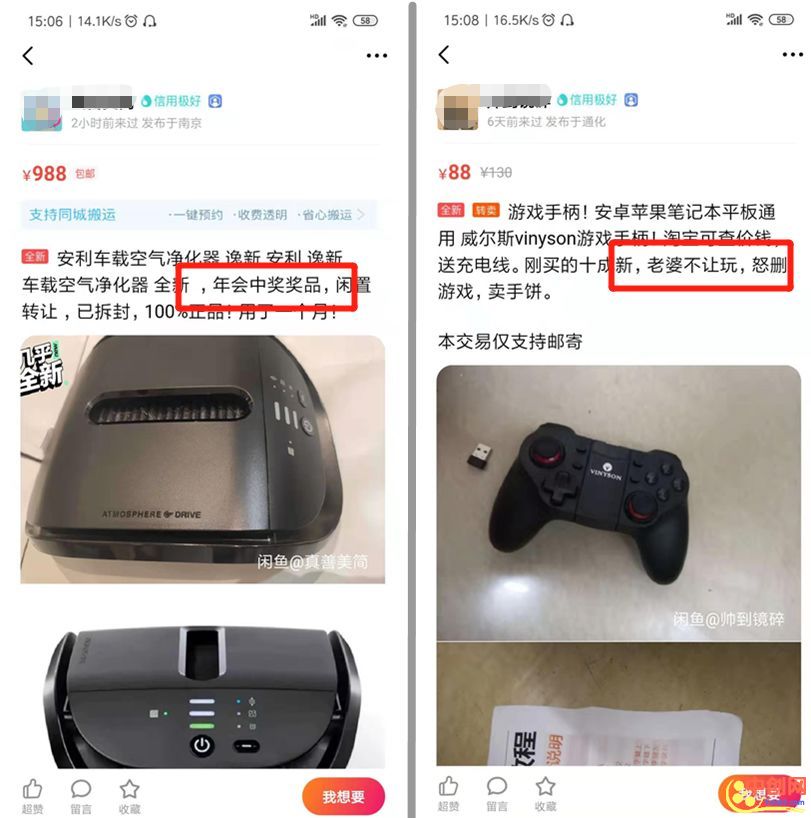 15:06 | 14.1K/s
HD
58
信用极好
2小时前来过 发布于南京
¥988 包邮
支持同城搬运
·一键预约 ·收费透明 ·省心搬运
全新 安利车载空气净化器 逸新 安利 逸新
车载空气净化器 全新 ，年会中奖奖品，闲置
转让，已拆封，100%正品！用了一个月！
几乎
全新
ATMOSPHERE DRIVE
闲鱼@真善美简
超赞
留言
收藏
我想要
15:08 | 16.5K/s
HD
58
信用极好
6天前来过 发布于通化
¥88 ¥130
全新 转卖 游戏手柄！安卓苹果笔记本平板通
用 威尔斯vinyson游戏手柄！淘宝可查价钱，
送充电线。刚买的十成新，老婆不让玩，怒删
游戏，卖手饼。
本交易仅支持邮寄
VINYSON
闲鱼@帅到镜碎
教程
说明
超赞
留言
收藏
我想要
中创网